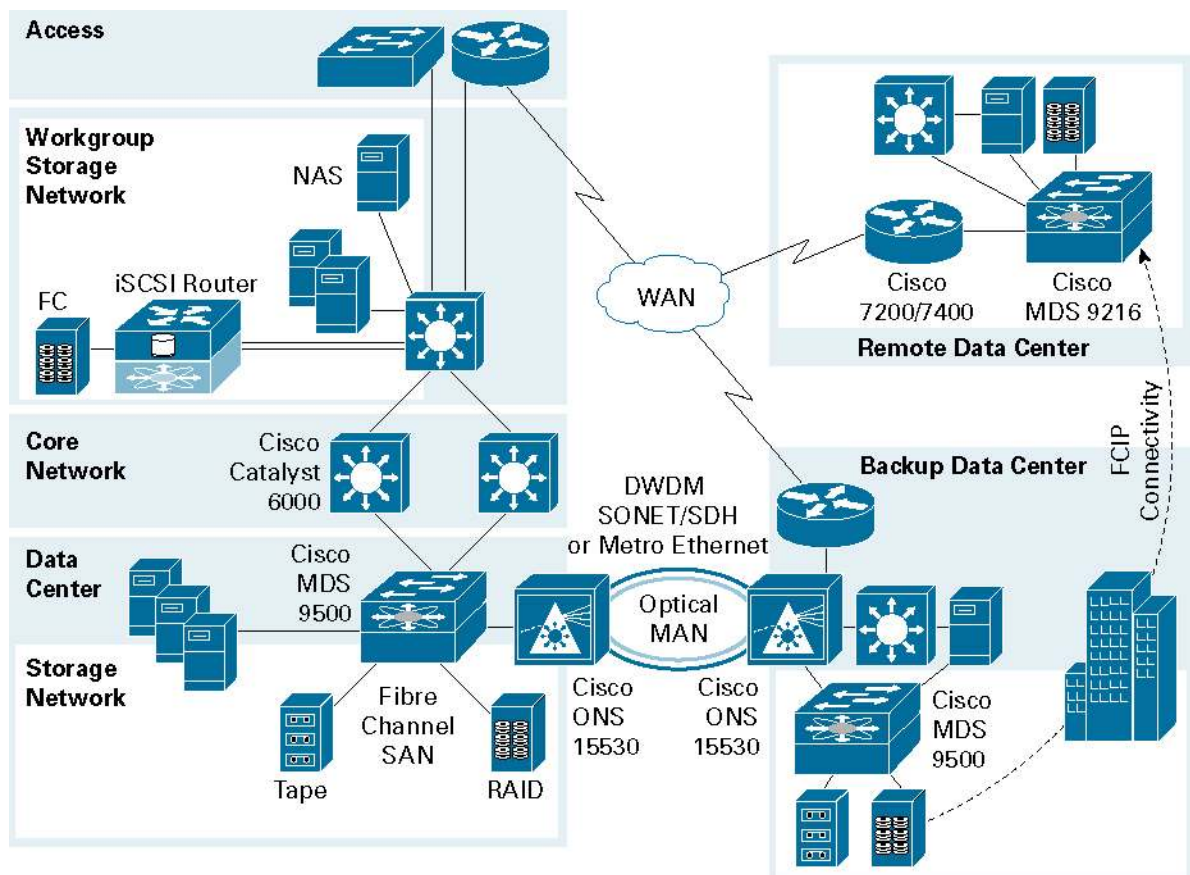 Access
Workgroup
Storage
Network
NAS
iSCSI Router
FC
Core
Network
Cisco
Catalyst
6000
Data
Center
Cisco
MDS
9500
Storage
Network
Fibre
Channel
SAN
Tape
RAID
DWDM
SONET/SDH
or Metro Ethernet
Optical
MAN
Cisco
ONS
15530
Cisco
ONS
15530
WAN
Cisco
7200/7400
Cisco
MDS 9216
Remote Data Center
Backup Data Center
FCIP
Connectivity
Cisco
MDS
9500